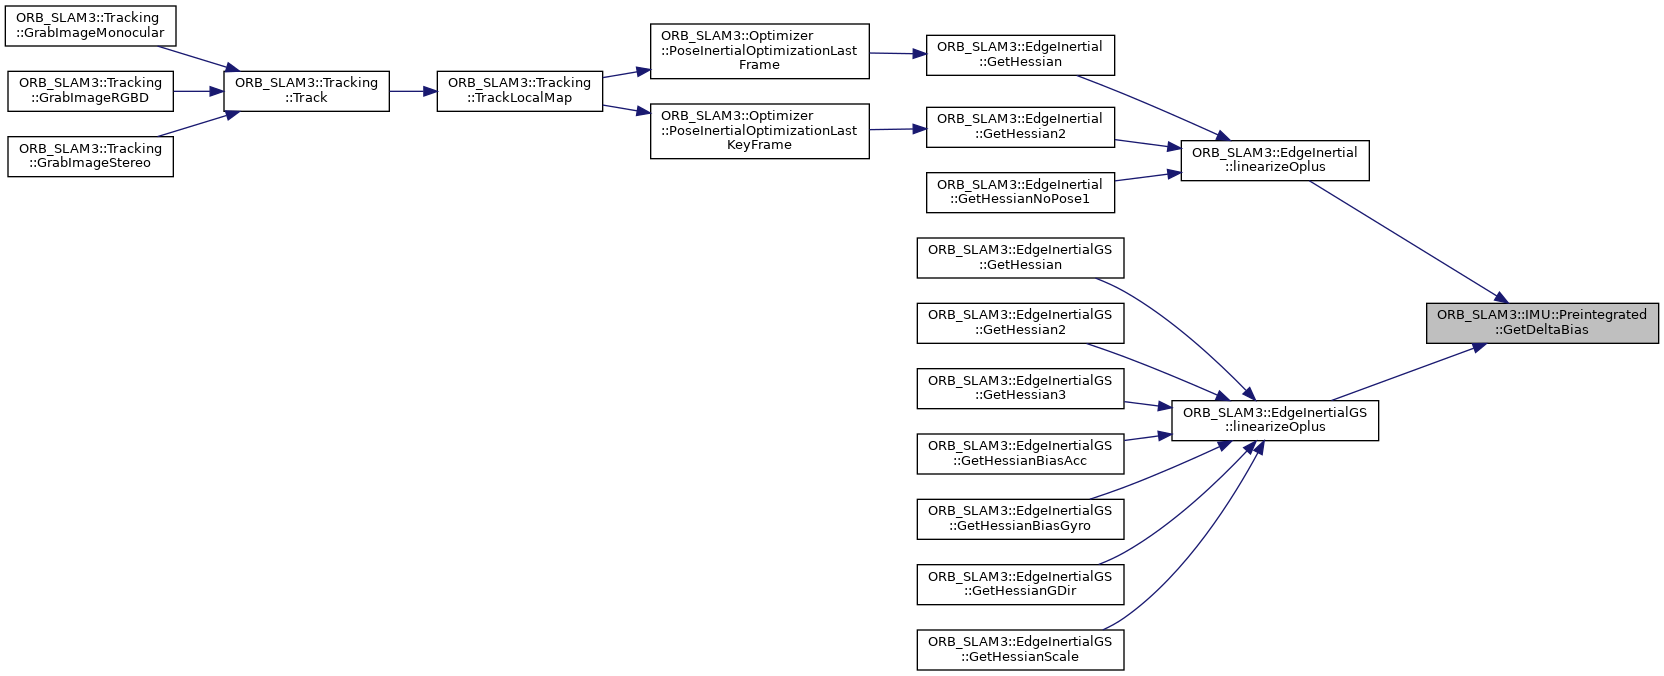 ORB_SLAM3::Tracking
::GrabImageMonocular
ORB_SLAM3::Tracking
::GrabImageRGBD
ORB_SLAM3::Tracking
::GrabImageStereo
ORB_SLAM3::Tracking
::Track
ORB_SLAM3::Tracking
::TrackLocalMap
ORB_SLAM3::Optimizer
::PoseInertialOptimizationLast
Frame
ORB_SLAM3::Optimizer
::PoseInertialOptimizationLast
KeyFrame
ORB_SLAM3::EdgeInertial
::GetHessian
ORB_SLAM3::EdgeInertial
::GetHessian2
ORB_SLAM3::EdgeInertial
::GetHessianNoPose1
ORB_SLAM3::EdgeInertialGS
::GetHessian
ORB_SLAM3::EdgeInertialGS
::GetHessian2
ORB_SLAM3::EdgeInertialGS
::GetHessian3
ORB_SLAM3::EdgeInertialGS
::GetHessianBiasAcc
ORB_SLAM3::EdgeInertialGS
::GetHessianBiasGyro
ORB_SLAM3::EdgeInertialGS
::GetHessianGDir
ORB_SLAM3::EdgeInertialGS
::GetHessianScale
ORB_SLAM3::EdgeInertial
::linearizeOplus
ORB_SLAM3::EdgeInertialGS
::linearizeOplus
ORB_SLAM3::IMU::Preintegrated
::GetDeltaBias